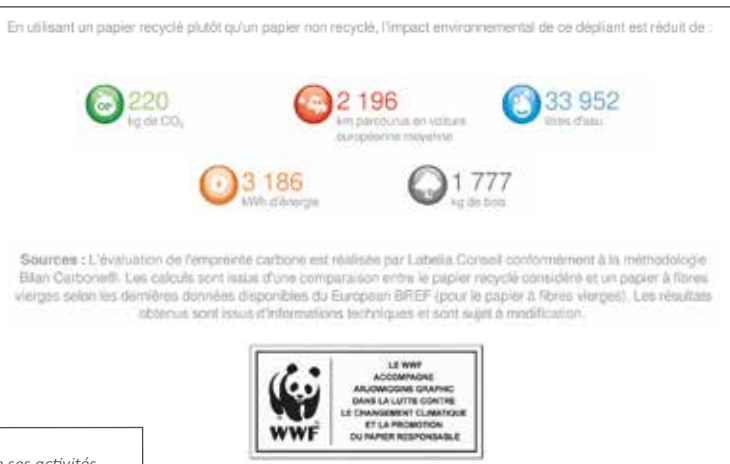 En utilisant un papier recyclé plutôt qu'un papier non recyclé, l'impact environnemental de ce dépliant est réduit de :
220
kg de CO₂
2 196
km parcourus en voiture
européenne moyenne
33 952
litres d'eau
3 186
kWh d'énergie
1 777
kg de bois
Sources : L'évaluation de l'empreinte carbone est réalisée par Labelia Conseil conformément à la méthodologie
Bilan Carbone®. Les calculs sont issus d'une comparaison entre le papier recyclé considéré et un papier à fibres
vierges selon les dernières données disponibles du European BREF (pour le papier à fibres vierges). Les résultats
obtenus sont issus d'informations techniques et sont sujet à modification.
LE WWF
ACCOMPAGNE
ARJOWIGGINS GRAPHIC
DANS LA LUTTE CONTRE
LE CHANGEMENT CLIMATIQUE
ET LA PROMOTION
DU PAPIER RESPONSABLE
WWF
ses activités